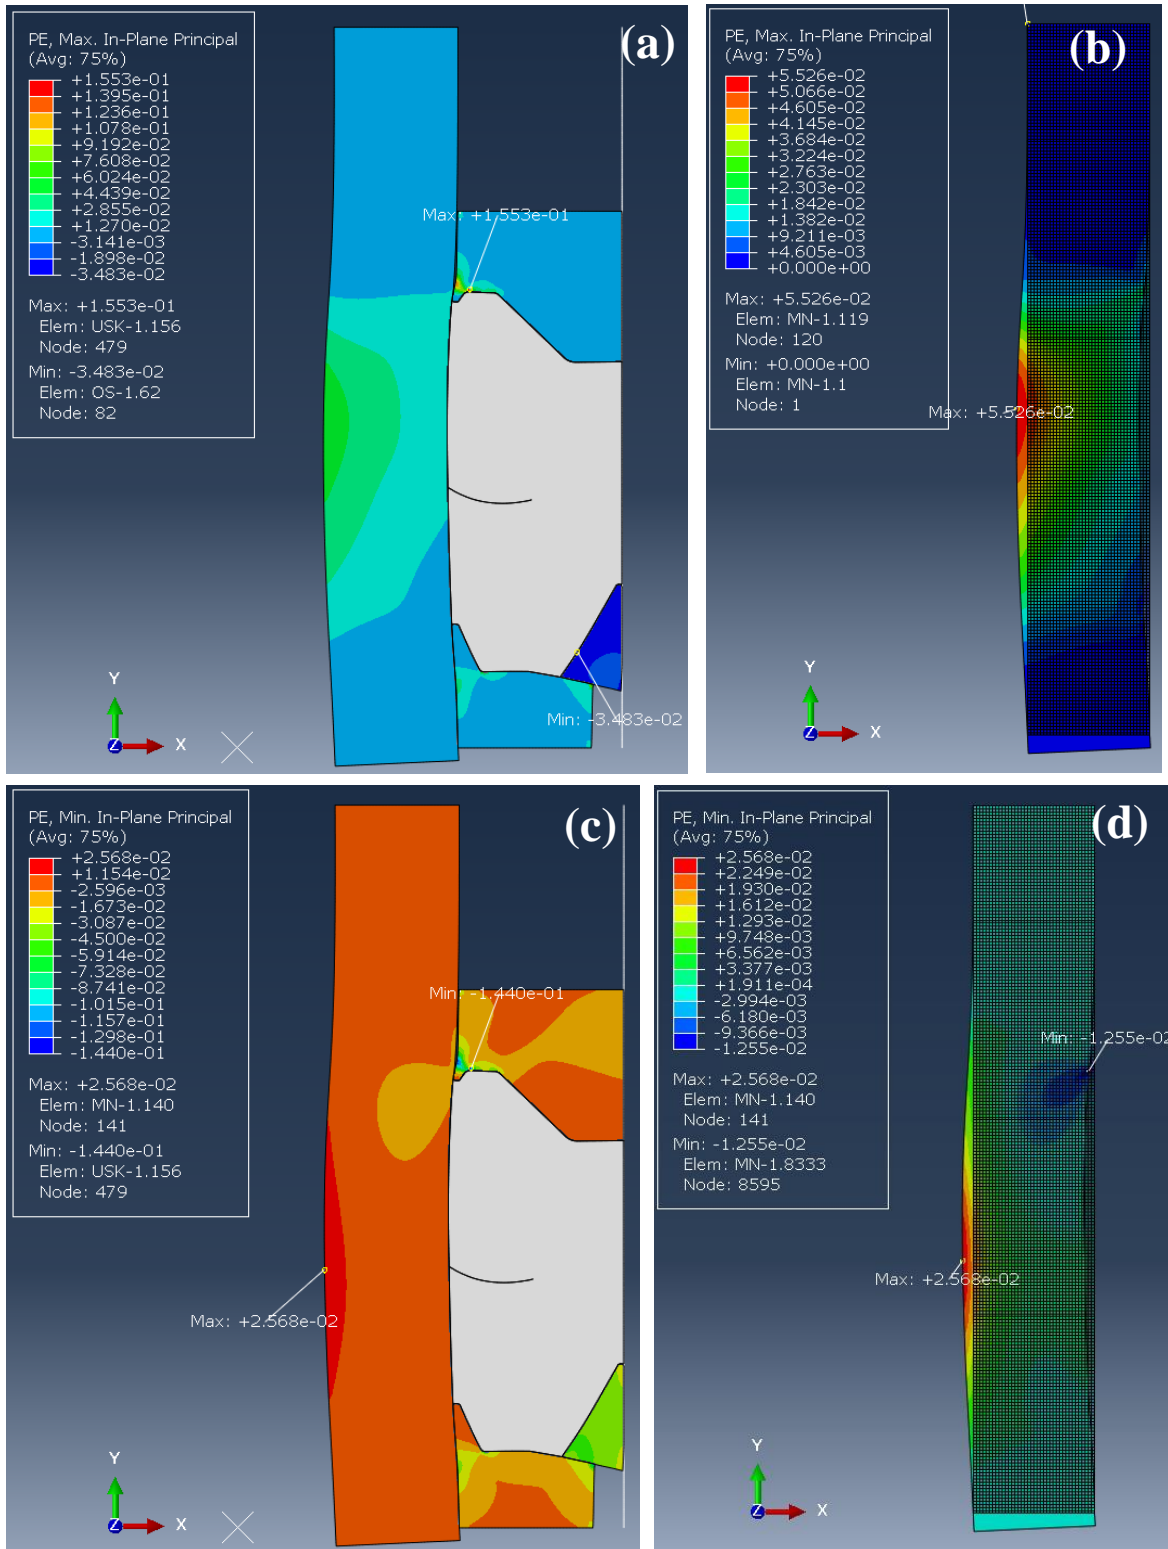 (a)
PE, Max. In-Plane Principal
(Avg: 75%)
+1.553e-01
+1.395e-01
+1.236e-01
+1.078e-01
+9.192e-02
+7.608e-02
+6.024e-02
+4.439e-02
+2.855e-02
+1.270e-02
-3.141e-03
-1.898e-02
-3.483e-02
Max: +1.553e-01
Elem: USK-1.156
Node: 479
Min: -3.483e-02
Elem: OS-1.62
Node: 82
Max: +1.553e-01
Min: -3.483e-02
Y
Z
X
(b)
PE, Max. In-Plane Principal
(Avg: 75%)
+5.526e-02
+5.066e-02
+4.605e-02
+4.145e-02
+3.684e-02
+3.224e-02
+2.763e-02
+2.303e-02
+1.842e-02
+1.382e-02
+9.211e-03
+4.605e-03
+0.000e+00
Max: +5.526e-02
Elem: MN-1.119
Node: 120
Min: +0.000e+00
Elem: MN-1.1
Node: 1
Max: +5.526e-02
Y
Z
X
(c)
PE, Min. In-Plane Principal
(Avg: 75%)
+2.568e-02
+1.154e-02
-2.596e-03
-1.673e-02
-3.087e-02
-4.500e-02
-5.914e-02
-7.328e-02
-8.741e-02
-1.015e-01
-1.157e-01
-1.298e-01
-1.440e-01
Max: +2.568e-02
Elem: MN-1.140
Node: 141
Min: -1.440e-01
Elem: USK-1.156
Node: 479
Min: -1.440e-01
Max: +2.568e-02
Y
Z
X
(d)
PE, Min. In-Plane Principal
(Avg: 75%)
+2.568e-02
+2.249e-02
+1.930e-02
+1.612e-02
+1.293e-02
+9.748e-03
+6.562e-03
+3.377e-03
+1.911e-04
-2.994e-03
-6.180e-03
-9.366e-03
-1.255e-02
Max: +2.568e-02
Elem: MN-1.140
Node: 141
Min: -1.255e-02
Elem: MN-1.8333
Node: 8595
Min: -1.255e-02
Max: +2.568e-02
Y
Z
X